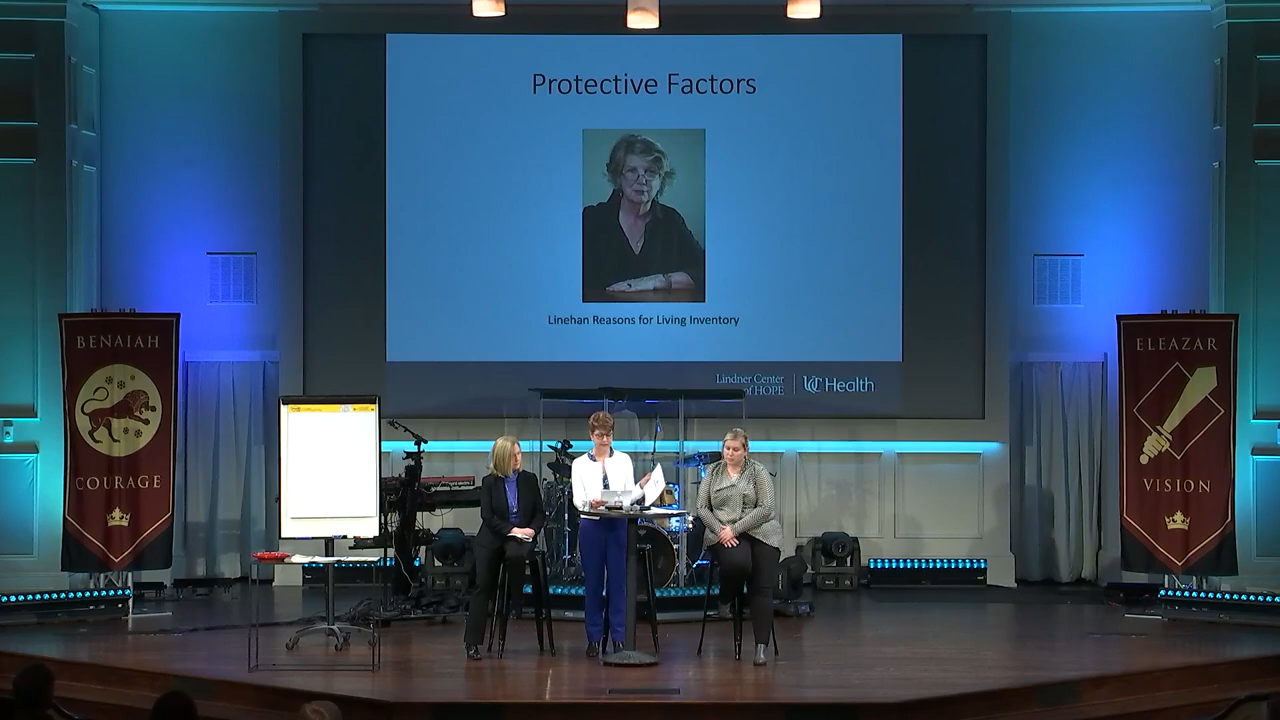 Protective Factors
Linehan Reasons for Living Inventory
Lindner Center
of HOPE
UC Health
BENAIAH
COURAGE
ELEAZAR
VISION